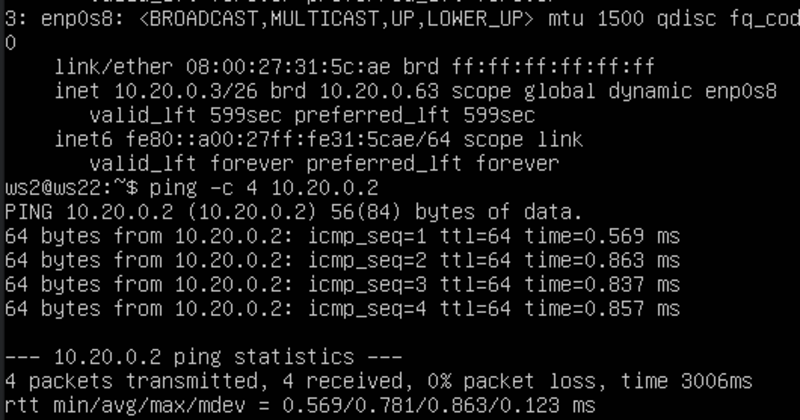 3: enp0s8: <BROADCAST,MULTICAST,UP,LOWER_UP> mtu 1500 qdisc fq_cod
0
    link/ether 08:00:27:31:5c:ae brd ff:ff:ff:ff:ff:ff
    inet 10.20.0.3/26 brd 10.20.0.63 scope global dynamic enp0s8
       valid_lft 599sec preferred_lft 599sec
    inet6 fe80::a00:27ff:fe31:5cae/64 scope link
       valid_lft forever preferred_lft forever
ws2@ws22:~$ ping -c 4 10.20.0.2
PING 10.20.0.2 (10.20.0.2) 56(84) bytes of data.
64 bytes from 10.20.0.2: icmp_seq=1 ttl=64 time=0.569 ms
64 bytes from 10.20.0.2: icmp_seq=2 ttl=64 time=0.863 ms
64 bytes from 10.20.0.2: icmp_seq=3 ttl=64 time=0.837 ms
64 bytes from 10.20.0.2: icmp_seq=4 ttl=64 time=0.857 ms

--- 10.20.0.2 ping statistics ---
4 packets transmitted, 4 received, 0% packet loss, time 3006ms
rtt min/avg/max/mdev = 0.569/0.781/0.863/0.123 ms